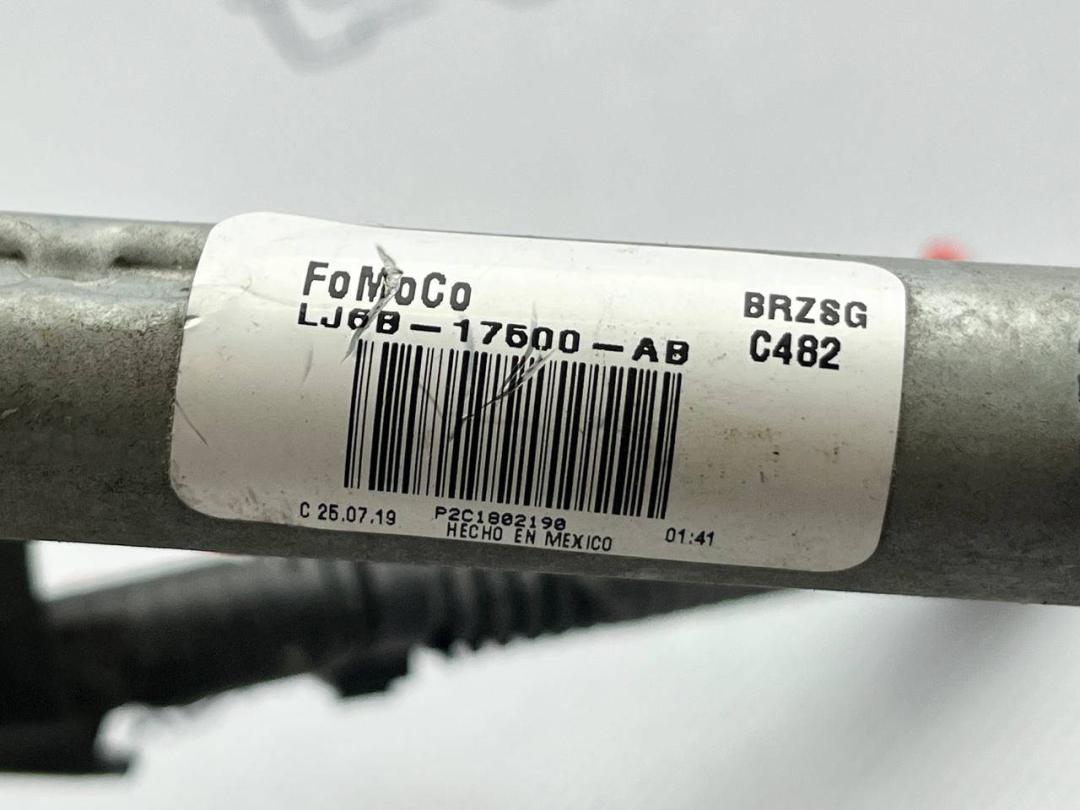 FoMoCo
LJ6B-17500-AB
BRZSG
C482
C 25.07.19 P2C1802190 01:41
HECHO EN MEXICO